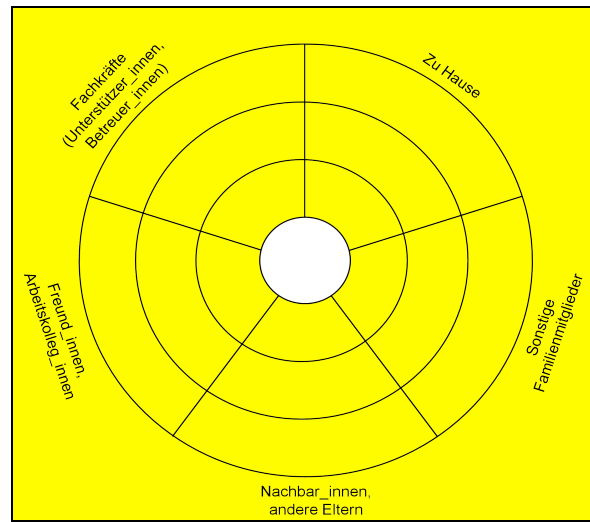 Fachkräfte
(Unterstützer_innen,
Betreuer_innen)
Zu Hause
Freund_innen,
Arbeitskolleg_innen
Sonstige
Familienmitglieder
Nachbar_innen,
andere Eltern